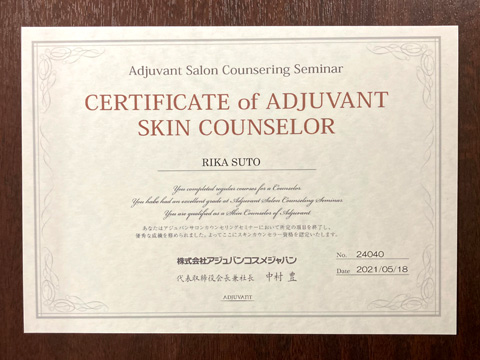 Adjuvant Salon Counsering Seminar
CERTIFICATE of ADJUVANT
SKIN COUNSELOR
RIKA SUTO
You completed regular courses for a Counselor.
You habe had an excellent grade at Adjuvant Salon Counseling Seminar.
You are qualified as a Skin Counselor of Adjuvant.
あなたはアジュバンサロンカウンセリングセミナーにおいて所定の課目を終了し、
優秀な成績を修められました。よってここにスキンカウンセラー資格を認定いたします。
株式会社アジュバンコスメジャパン
代表取締役会長兼社長 中村 豊
No. 24040
Date 2021/05/18
ADJUVANT